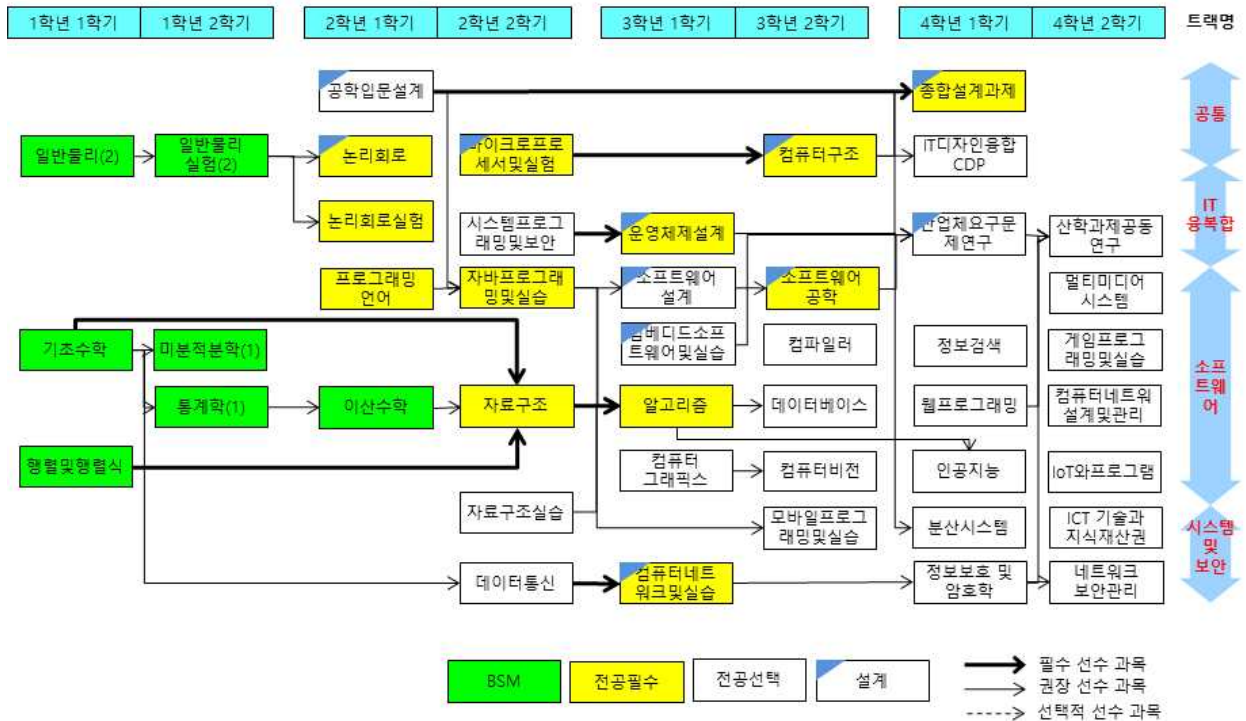 1학년 1학기 1학년 2학기 2학년 1학기 2학년 2학기 3학년 1학기 3학년 2학기 4학년 1학기 4학년 2학기 트랙명
공학입문설계
종합설계과제
공통
일반물리(2)
일반물리
실험(2)
논리회로
마이크로프로
세서및실험
컴퓨터구조
IT디자인융합
CDP
논리회로실험
시스템프로그
래밍및보안
운영체제설계
산업체요구문
제연구
산학과제공동
연구
IT
융복합
프로그래밍
언어
자바프로그래
밍및실습
소프트웨어
설계
소프트웨어
공학
멀티미디어
시스템
기초수학
미분적분학(1)
임베디드소프
트웨어및실습
컴파일러
정보검색
게임프로그
래밍및실습
소프
트웨
어
통계학(1)
이산수학
자료구조
알고리즘
데이터베이스
웹프로그래밍
컴퓨터네트워
설계및관리
행렬및행렬식
컴퓨터
그래픽스
컴퓨터비전
인공지능
IoT와프로그램
자료구조실습
모바일프로그
래밍및실습
분산시스템
ICT 기술과
지식재산권
시스템
및
보안
데이터통신
컴퓨터네트
워크및실습
정보보호 및
암호학
네트워크
보안관리
BSM
전공필수
전공선택
설계
필수 선수 과목
권장 선수 과목
선택적 선수 과목